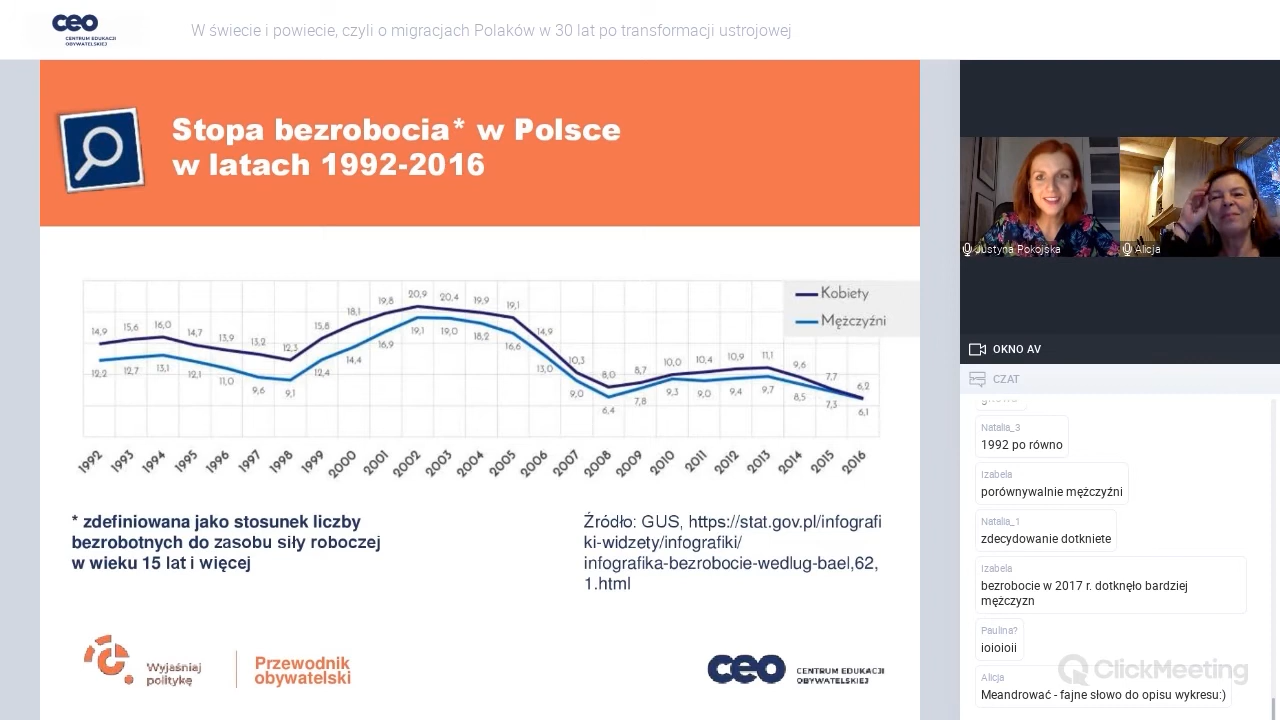 ceo
CENTRUM EDUKACJI
OBYWATELSKIEJ
W świecie i powiecie, czyli o migracjach Polaków w 30 lat po transformacji ustrojowej
Stopa bezrobocia* w Polsce
w latach 1992-2016
Kobiety
Mężczyźni
14,9 15,6 16,0 14,7 13,9 13,2 12,3 15,8 18,1 19,8 20,9 20,4 19,9 19,1 14,9 10,3 8,0 8,7 10,0 10,4 10,9 11,1 9,6 7,7 6,2
12,2 12,7 13,1 12,1 11,0 9,6 9,1 12,4 14,4 16,9 19,1 19,0 18,2 16,6 13,0 9,0 6,4 7,8 9,3 9,0 9,4 9,7 8,5 7,3 6,1
1992 1993 1994 1995 1996 1997 1998 1999 2000 2001 2002 2003 2004 2005 2006 2007 2008 2009 2010 2011 2012 2013 2014 2015 2016
* zdefiniowana jako stosunek liczby
bezrobotnych do zasobu siły roboczej
w wieku 15 lat i więcej
Źródło: GUS, https://stat.gov.pl/infografi
ki-widzety/infografiki/
infografika-bezrobocie-wedlug-bael,62,
1.html
Wyjaśniaj
politykę
Przewodnik
obywatelski
ceo
CENTRUM EDUKACJI
OBYWATELSKIEJ
Justyna Pokojska
Alicja
OKNO AV
CZAT
Natalia_3
1992 po równo
Izabela
porównywalnie mężczyźni
Natalia_1
zdecydowanie dotkniete
Izabela
bezrobocie w 2017 r. dotknęło bardziej
mężczyzn
Paulina?
ioioioii
Alicja
Meandrować - fajne słowo do opisu wykresu:)
ClickMeeting